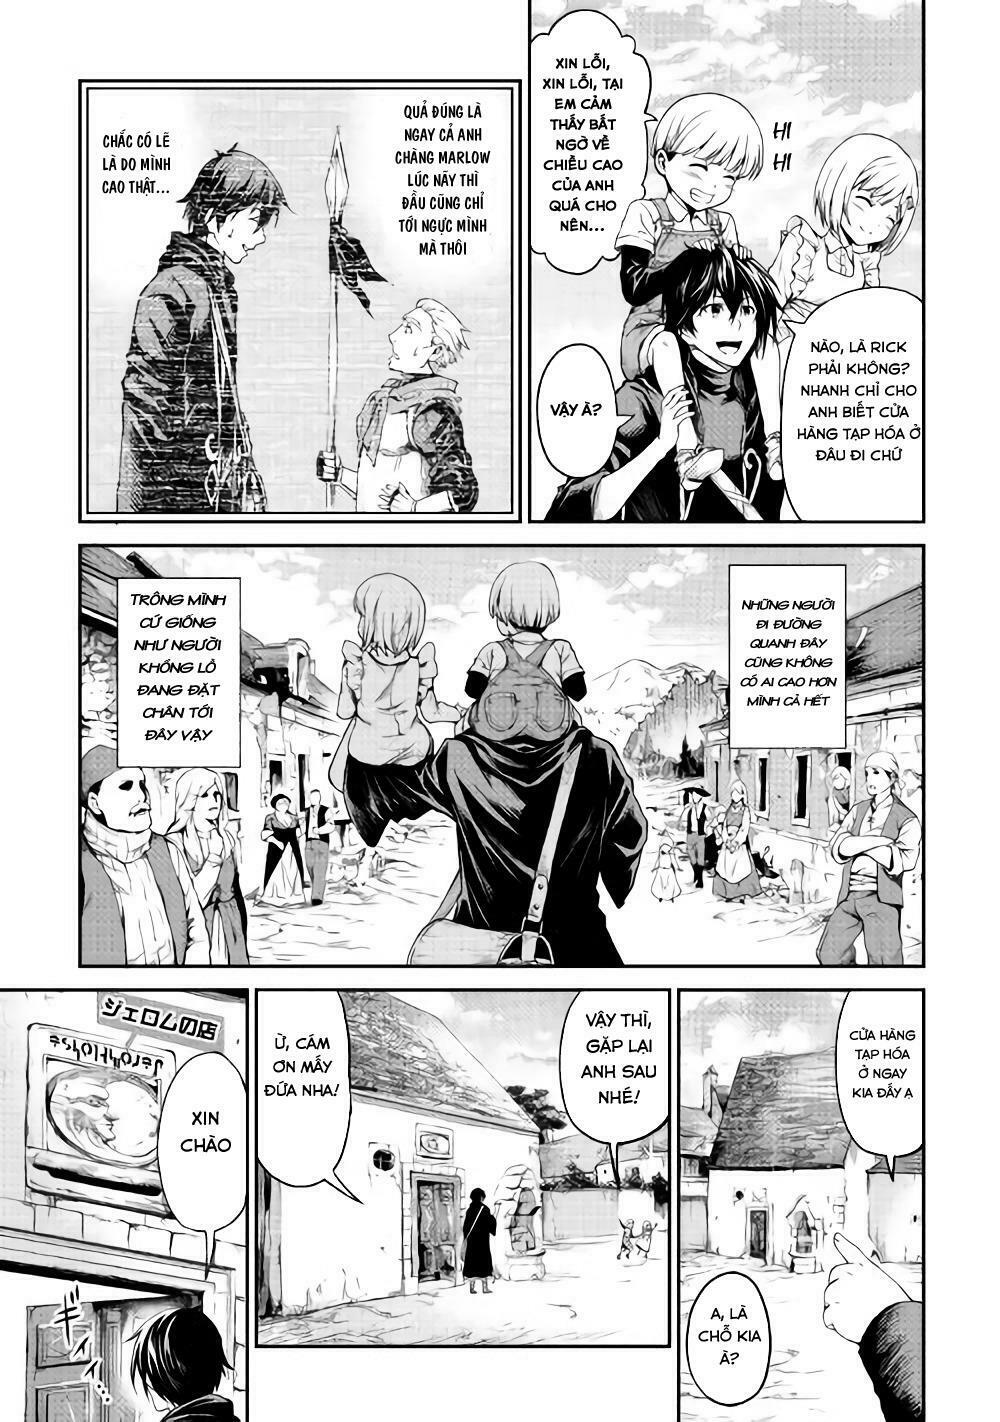 XIN LỖI,
XIN LỖI, TẠI
EM CẢM
THẤY BẤT
NGỜ VỀ
CHIỀU CAO
CỦA ANH
QUÁ CHO
NÊN...
HI
HI
NÀO, LÀ RICK
PHẢI KHÔNG?
NHANH CHỈ CHO
ANH BIẾT CỬA
HÀNG TẠP HÓA Ở
ĐÂU ĐI CHỨ
VẬY À?
QUẢ ĐÚNG LÀ
NGAY CẢ ANH
CHÀNG MARLOW
LÚC NÃY THÌ
ĐẦU CŨNG CHỈ
TỚI NGỰC MÌNH
MÀ THÔI
CHẮC CÓ LẼ
LÀ DO MÌNH
CAO THẬT...
NHỮNG NGƯỜI
ĐI ĐƯỜNG
QUANH ĐÂY
CŨNG KHÔNG
CÓ AI CAO HƠN
MÌNH CẢ HẾT
TRÔNG MÌNH
CỨ GIỐNG
NHƯ NGƯỜI
KHỔNG LỒ
ĐANG ĐẶT
CHÂN TỚI
ĐÂY VẬY
CỬA HÀNG
TẠP HÓA
Ở NGAY
KIA ĐẤY Ạ
A, LÀ
CHỖ KIA
À?
VẬY THÌ,
GẶP LẠI
ANH SAU
NHÉ!
Ừ, CÁM
ƠN MẤY
ĐỨA NHA!
ジェロムの店
XIN
CHÀO
ギィ